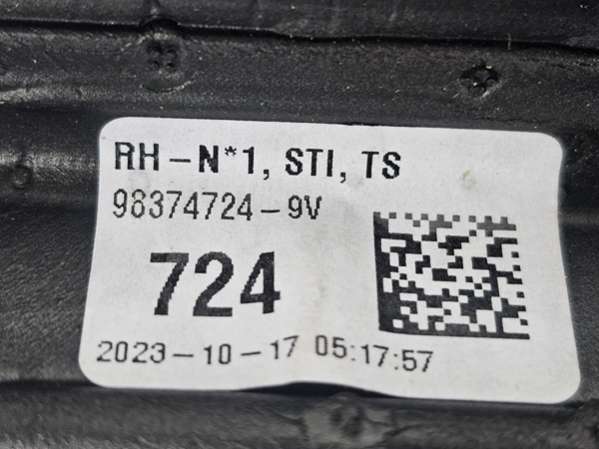 RH-N*1, STI, TS
98374724-9V
724
2023-10-17 05:17:57